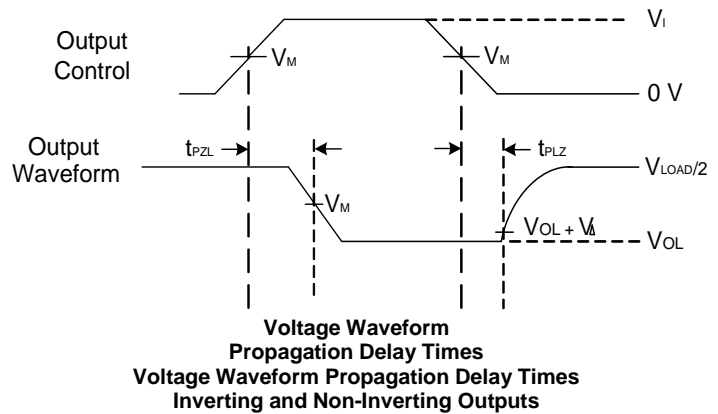 Output
Control
VM
VM
VI
0 V
Output
Waveform
tPZL
tPLZ
VLOAD/2
VM
VOL + VΔ
VOL
Voltage Waveform
Propagation Delay Times
Voltage Waveform Propagation Delay Times
Inverting and Non-Inverting Outputs